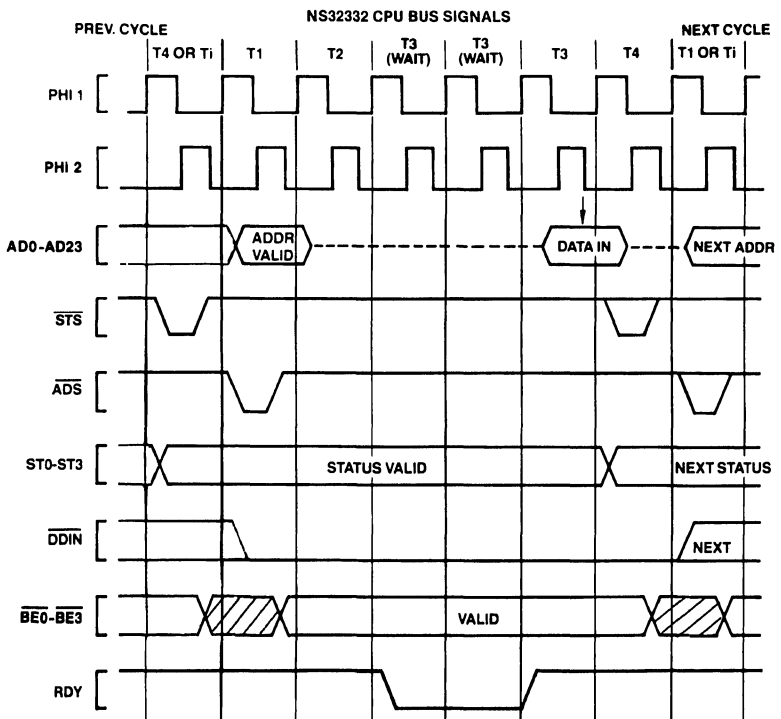 NS32332 CPU BUS SIGNALS
PREV. CYCLE
NEXT CYCLE
T4 OR Ti
T1
T2
T3
(WAIT)
T3
(WAIT)
T3
T4
T1 OR Ti
PHI 1
PHI 2
AD0-AD23
ADDR
VALID
DATA IN
NEXT ADDR
STS
ADS
ST0-ST3
STATUS VALID
NEXT STATUS
DDIN
NEXT
BE0-BE3
VALID
RDY